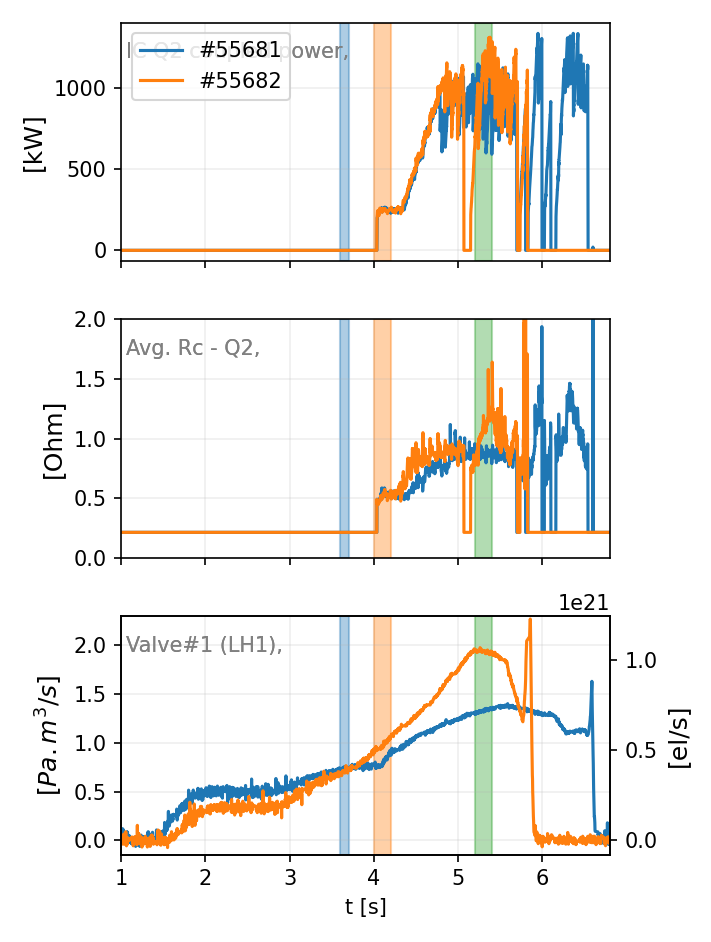 IC Q2 c power,
#55681
#55682
1000
500
0
[kW]
2.0
1.5
1.0
0.5
0.0
[Ohm]
Avg. Rc - Q2,
1e21
Valve#1 (LH1),
2.0
1.5
1.0
0.5
0.0
[Pa.m³/s]
1.0
0.5
0.0
[el/s]
1 2 3 4 5 6
t [s]